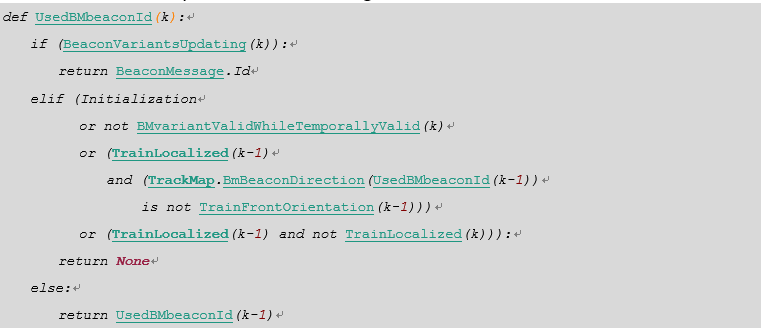 def UsedBMbeaconId(k):↵
if (BeaconVariantsUpdating(k)):↵
return BeaconMessage.Id↵
elif (Initialization↵
or not BMvariantValidWhileTemporallyValid(k)↵
or (TrainLocalized(k-1)↵
and (TrackMap.BmBeaconDirection(UsedBMbeaconId(k-1))↵
is not TrainFrontOrientation(k-1)))↵
or (TrainLocalized(k-1) and not TrainLocalized(k))):↵
return None↵
else:↵
return UsedBMbeaconId(k-1)↵